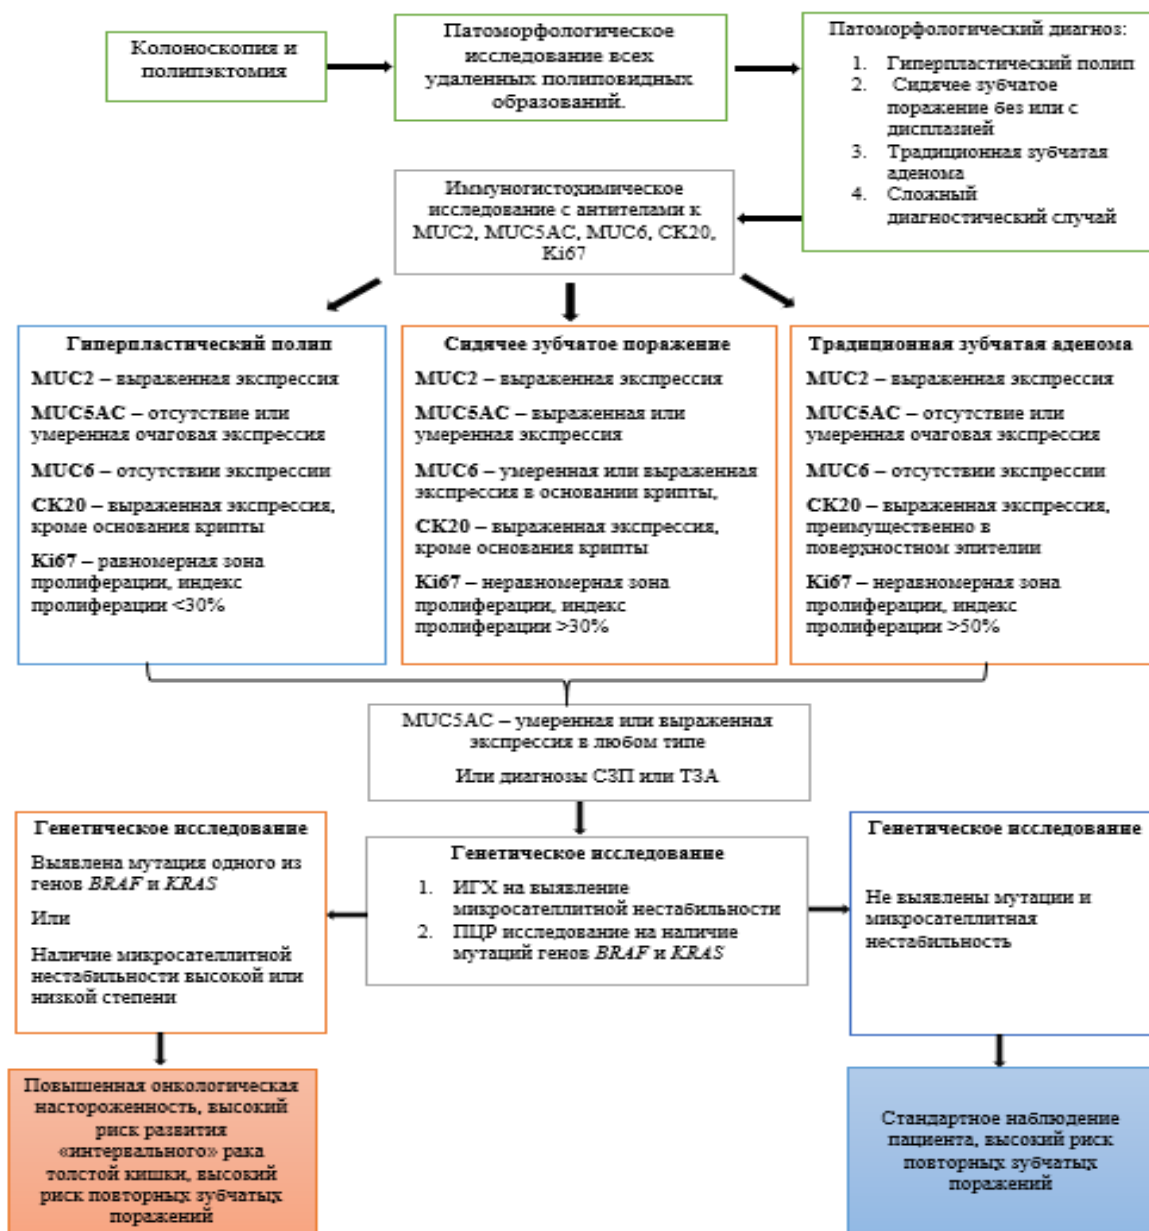 Колоноскопия и
полипэктомия
Патоморфологическое
исследование всех
удаленных полиповидных
образований.
Патоморфологический диагноз:
1. Гиперпластический полип
2. Сидячее зубчатое
поражение без или с
дисплазией
3. Традиционная зубчатая
аденома
4. Сложный
диагностический случай
Иммуногистохимическое
исследование с антителами к
MUC2, MUC5AC, MUC6, CK20,
Ki67
Гиперпластический полип
MUC2 – выраженная экспрессия
MUC5AC – отсутствие или
умеренная очаговая экспрессия
MUC6 – отсутствии экспрессии
CK20 – выраженная экспрессия,
кроме основания крипты
Ki67 – равномерная зона
пролиферации, индекс
пролиферации <30%
Сидячее зубчатое поражение
MUC2 – выраженная экспрессия
MUC5AC – выраженная или
умеренная экспрессия
MUC6 – умеренная или выраженная
экспрессия в основании крипты,
CK20 – выраженная экспрессия,
кроме основания крипты
Ki67 – неравномерная зона
пролиферации, индекс
пролиферации >30%
Традиционная зубчатая аденома
MUC2 – выраженная экспрессия
MUC5AC – отсутствие или
умеренная очаговая экспрессия
MUC6 – отсутствии экспрессии
CK20 – выраженная экспрессия,
преимущественно в
поверхностном эпителии
Ki67 – неравномерная зона
пролиферации, индекс
пролиферации >50%
MUC5AC – умеренная или выраженная
экспрессия в любом типе
Или диагнозы СЗП или ТЗА
Генетическое исследование
Выявлена мутация одного из
генов BRAF и KRAS
Или
Наличие микросателлитной
нестабильности высокой или
низкой степени
Генетическое исследование
1. ИГХ на выявление
микросателлитной нестабильности
2. ПЦР исследование на наличие
мутаций генов BRAF и KRAS
Генетическое исследование
Не выявлены мутации и
микросателлитная
нестабильность
Повышенная онкологическая
настороженность, высокий
риск развития
«интервального» рака
толстой кишки, высокий
риск повторных зубчатых
поражений
Стандартное наблюдение
пациента, высокий риск
повторных зубчатых
поражений